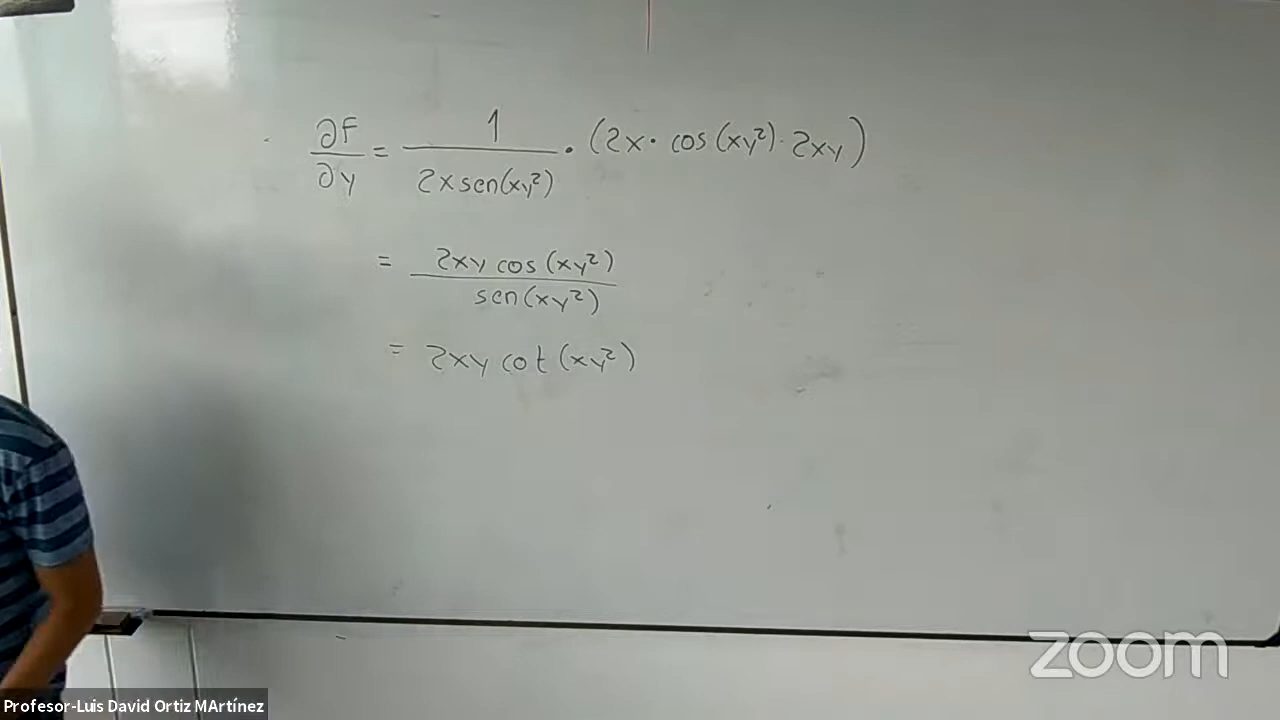 ∂F/∂y = 1/(2x sen(xy²)) · (2x · cos(xy²) · 2xy)
= 2xy cos(xy²)/sen(xy²)
= 2xy cot(xy²)
zoom
Profesor-Luis David Ortiz MArtínez